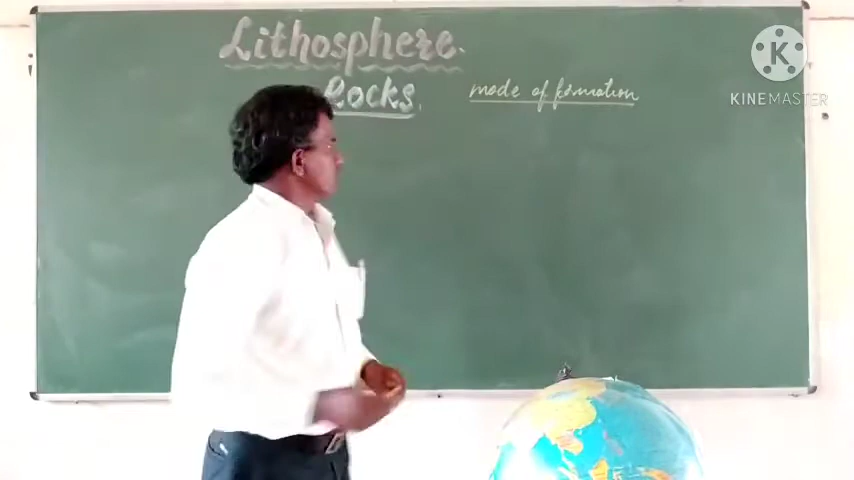 Lithosphere.
Rocks.
mode of formation
K
KINEMASTER